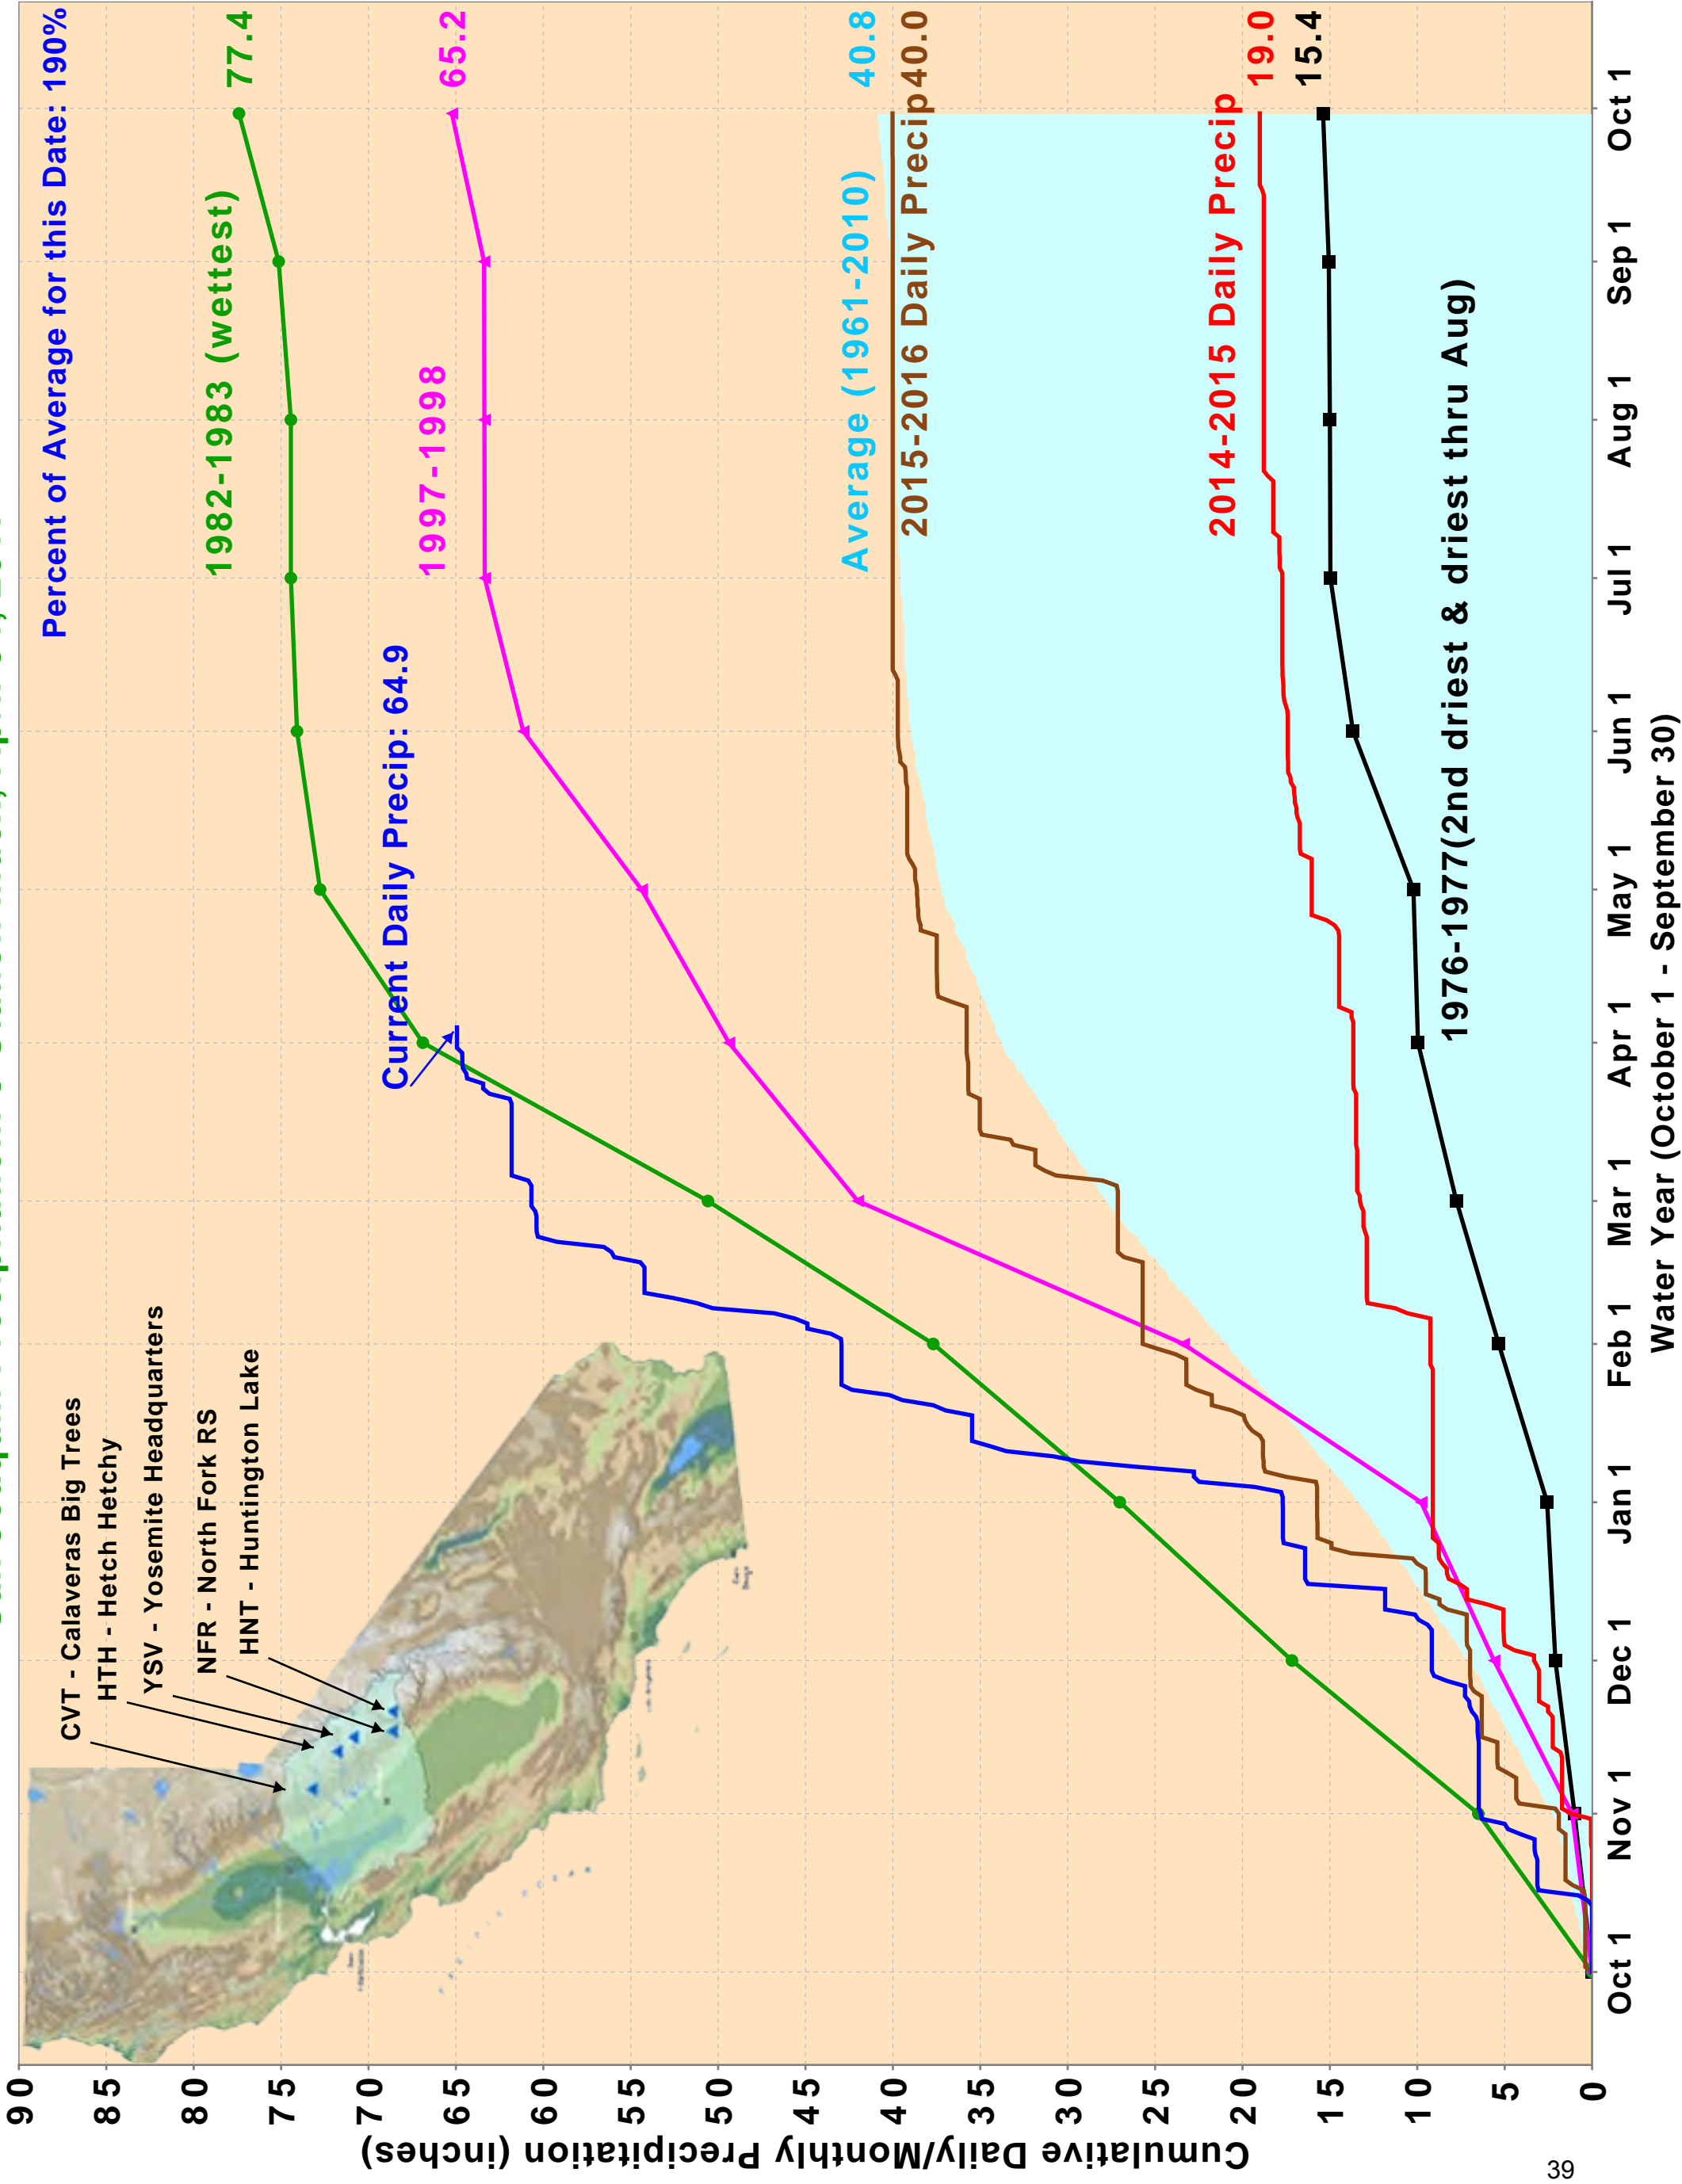 Percent of Average for this Date: 190%
CVT - Calaveras Big Trees
HTH - Hetch Hetchy
YSV - Yosemite Headquarters
NFR - North Fork RS
HNT - Huntington Lake
1982-1983 (wettest)
77.4
1997-1998
65.2
Current Daily Precip: 64.9
Average (1961-2010)
40.8
2015-2016 Daily Precip
40.0
2014-2015 Daily Precip
19.0
15.4
1976-1977(2nd driest & driest thru Aug)
Cumulative Daily/Monthly Precipitation (inches)
90
85
80
75
70
65
60
55
50
45
40
35
30
25
20
15
10
5
0
Oct 1 Nov 1 Dec 1 Jan 1 Feb 1 Mar 1 Apr 1 May 1 Jun 1 Jul 1 Aug 1 Sep 1 Oct 1
Water Year (October 1 - September 30)
39